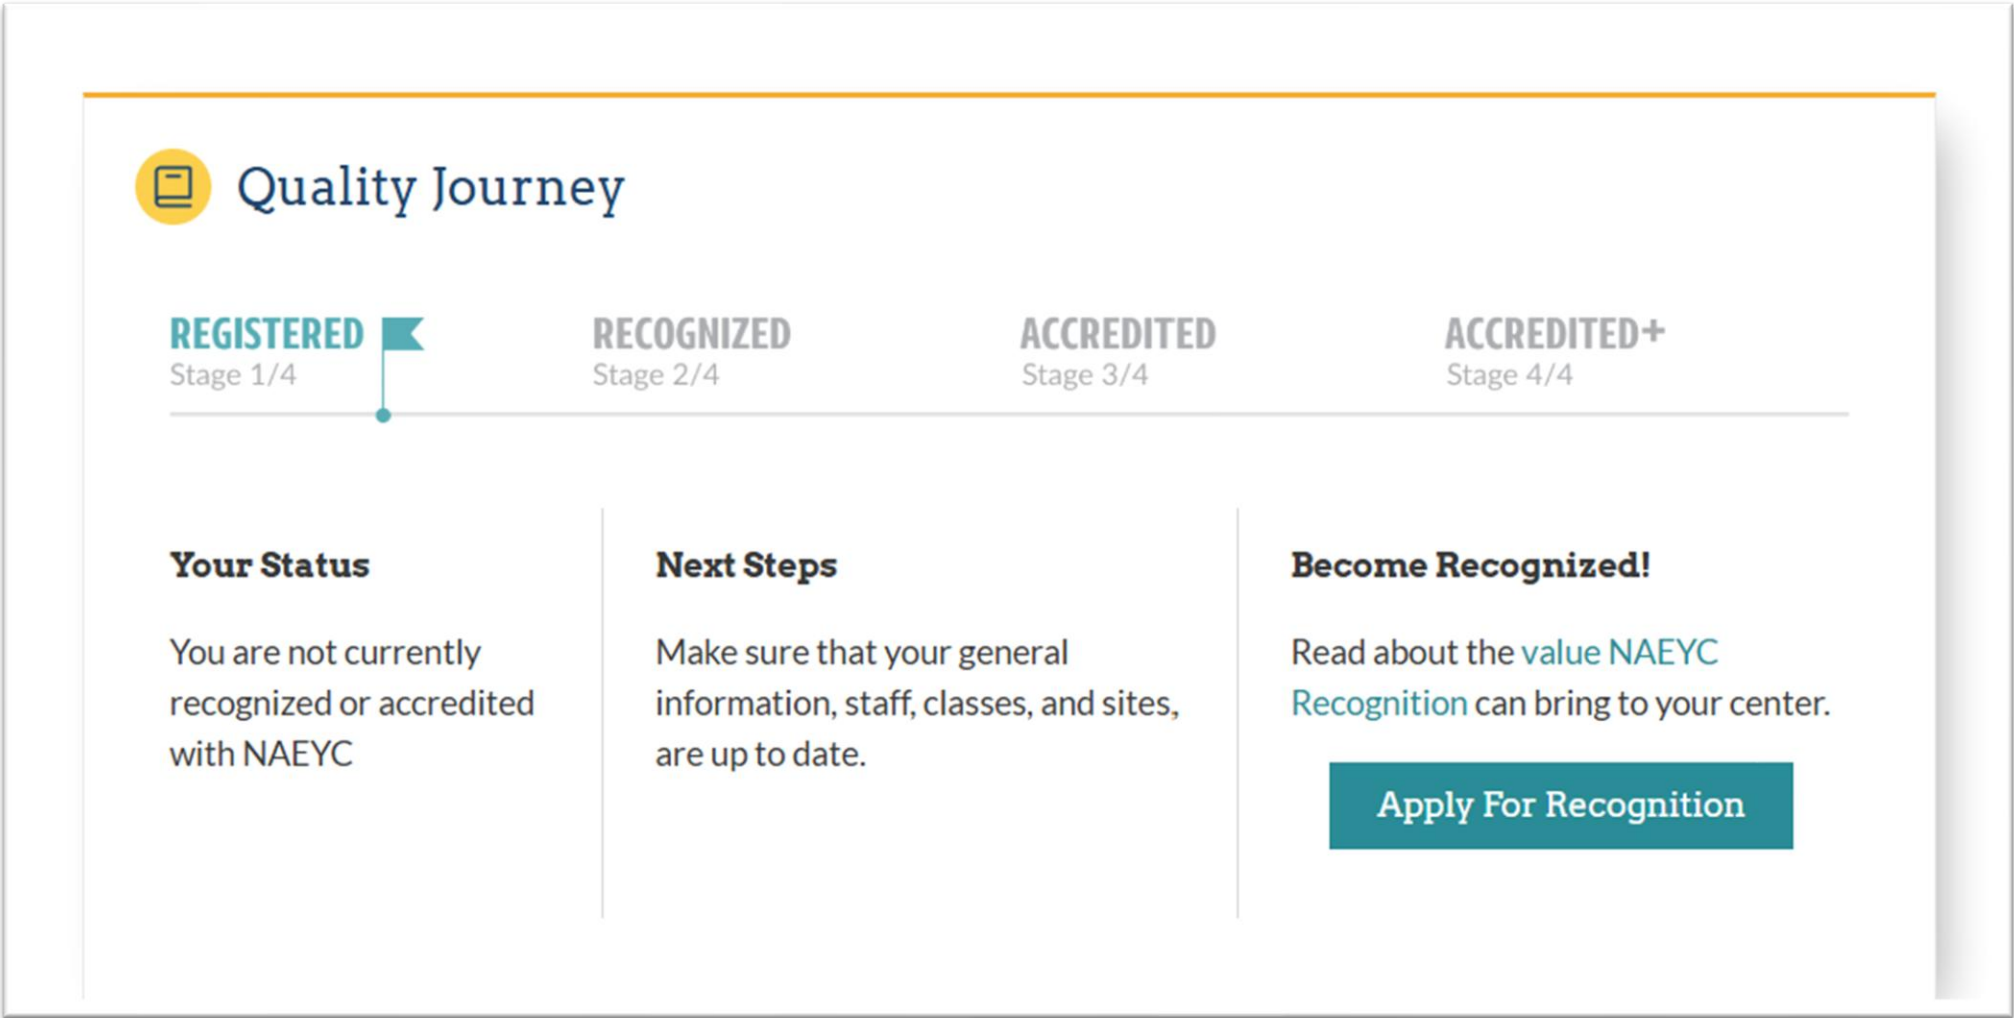 Quality Journey
REGISTERED
Stage 1/4
RECOGNIZED
Stage 2/4
ACCREDITED
Stage 3/4
ACCREDITED+
Stage 4/4
Your Status
You are not currently
recognized or accredited
with NAEYC
Next Steps
Make sure that your general
information, staff, classes, and sites,
are up to date.
Become Recognized!
Read about the value NAEYC
Recognition can bring to your center.
Apply For Recognition